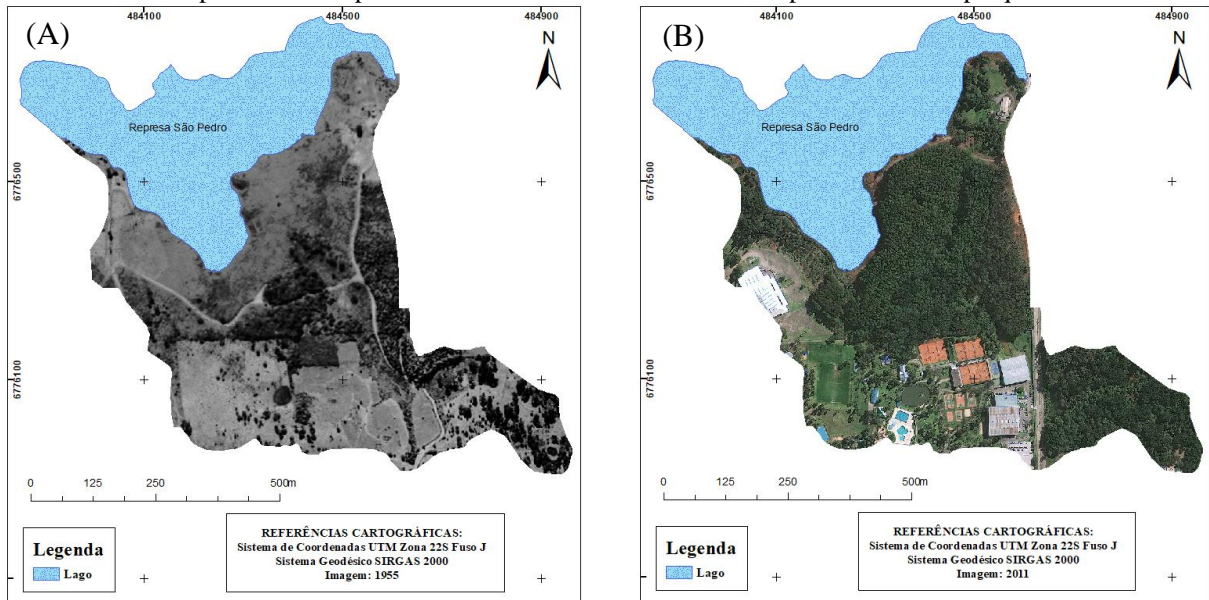 484100 484500 484900
(A)
N
Represa São Pedro
6776500
6776100
0 125 250 500m
Legenda
Lago
REFERÊNCIAS CARTOGRÁFICAS:
Sistema de Coordenadas UTM Zona 22S Fuso J
Sistema Geodésico SIRGAS 2000
Imagem: 1955
484100 484500 484900
(B)
N
Represa São Pedro
6776500
6776100
0 125 250 500m
Legenda
Lago
REFERÊNCIAS CARTOGRÁFICAS:
Sistema de Coordenadas UTM Zona 22S Fuso J
Sistema Geodésico SIRGAS 2000
Imagem: 2011